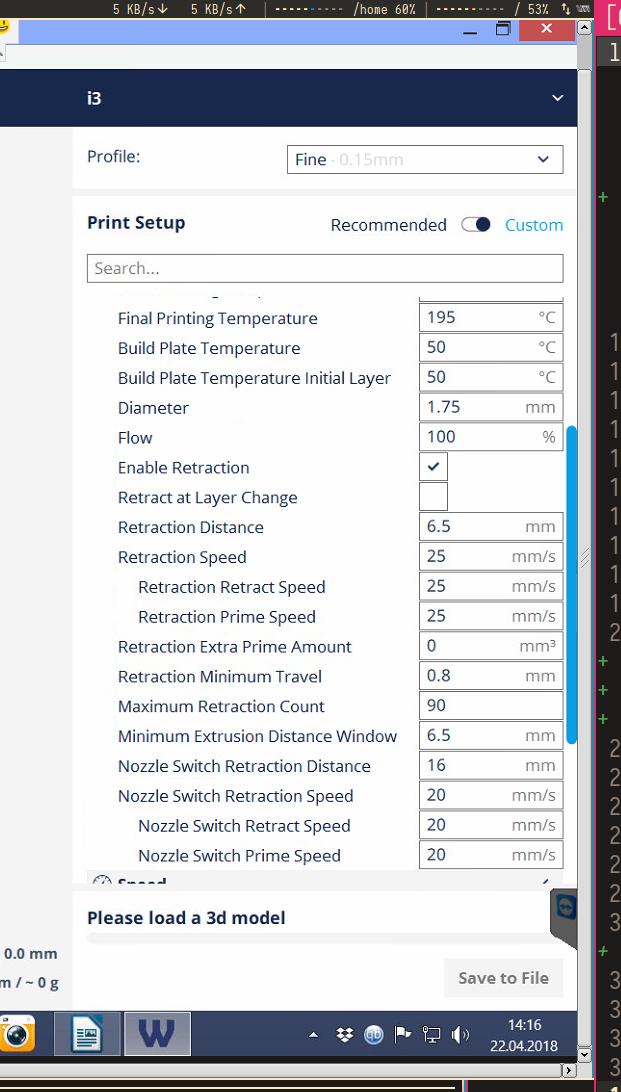 5 KB/s↓ 5 KB/s↑ | ---------- /home 60% | ---------- / 53%
i3
Profile: Fine - 0.15mm
Print Setup Recommended Custom
Search...
Final Printing Temperature 195 °C
Build Plate Temperature 50 °C
Build Plate Temperature Initial Layer 50 °C
Diameter 1.75 mm
Flow 100 %
Enable Retraction
Retract at Layer Change
Retraction Distance 6.5 mm
Retraction Speed 25 mm/s
Retraction Retract Speed 25 mm/s
Retraction Prime Speed 25 mm/s
Retraction Extra Prime Amount 0 mm³
Retraction Minimum Travel 0.8 mm
Maximum Retraction Count 90
Minimum Extrusion Distance Window 6.5 mm
Nozzle Switch Retraction Distance 16 mm
Nozzle Switch Retraction Speed 20 mm/s
Nozzle Switch Retract Speed 20 mm/s
Nozzle Switch Prime Speed 20 mm/s
Speed
Please load a 3d model
0.0 mm
m / ~ 0 g
Save to File
14:16
22.04.2018